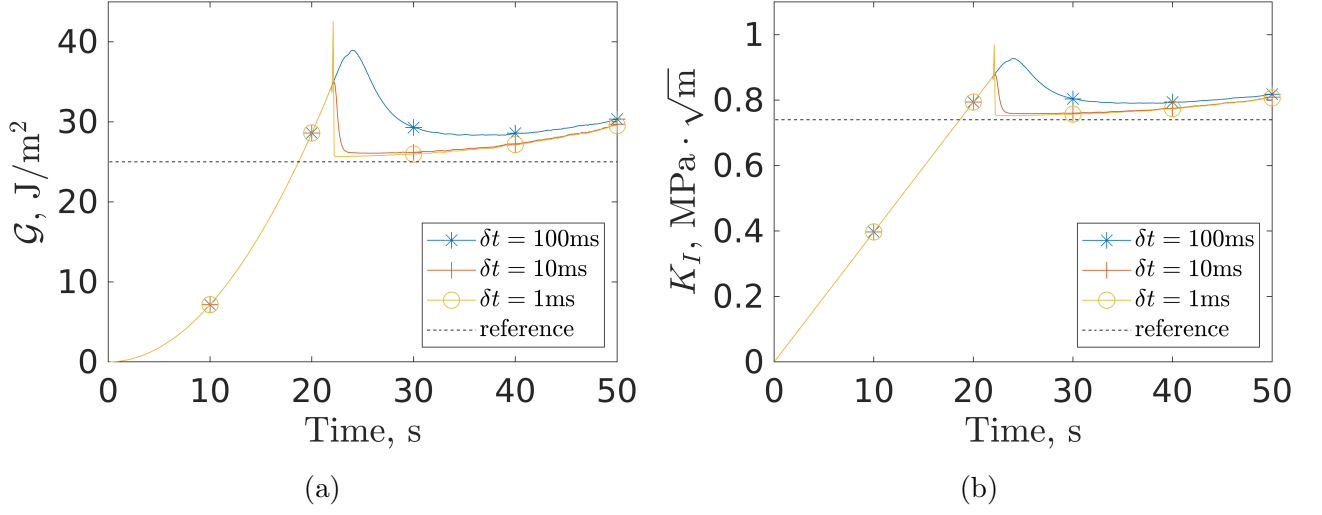 40
30
20
10
0
0 10 20 30 40 50
𝒢, J/m²
Time, s
δt = 100ms
δt = 10ms
δt = 1ms
reference
(a)
1
0.8
0.6
0.4
0.2
0
0 10 20 30 40 50
K_I, MPa · √m
Time, s
δt = 100ms
δt = 10ms
δt = 1ms
reference
(b)